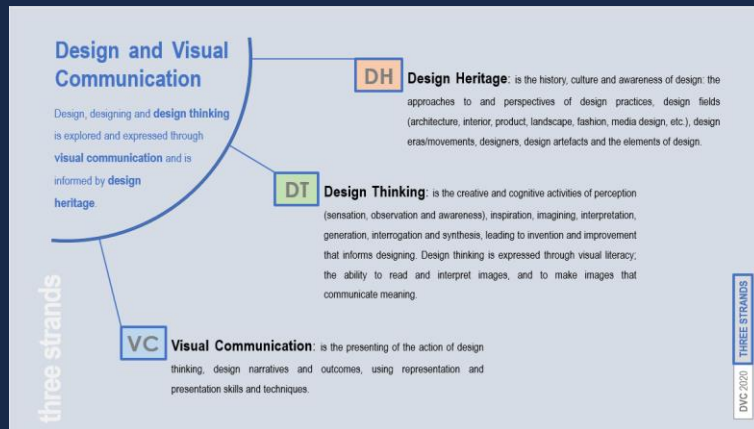 Design and Visual
Communication
Design, designing and design thinking
is explored and expressed through
visual communication and is
informed by design
heritage
DH
Design Heritage: is the history, culture and awareness of design: the
approaches to and perspectives of design practices, design fields
(architecture, interior, product, landscape, fashion, media design, etc.), design
eras/movements, designers, design artefacts and the elements of design.
DT
Design Thinking: is the creative and cognitive activities of perception
(sensation, observation and awareness), inspiration, imagining, interpretation,
generation, interrogation and synthesis, leading to invention and improvement
that informs designing. Design thinking is expressed through visual literacy;
the ability to read and interpret images, and to make images that
communicate meaning.
VC
Visual Communication: is the presenting of the action of design
thinking, design narratives and outcomes, using representation and
presentation skills and techniques.
three strands
DVC 2020 THREE STRANDS